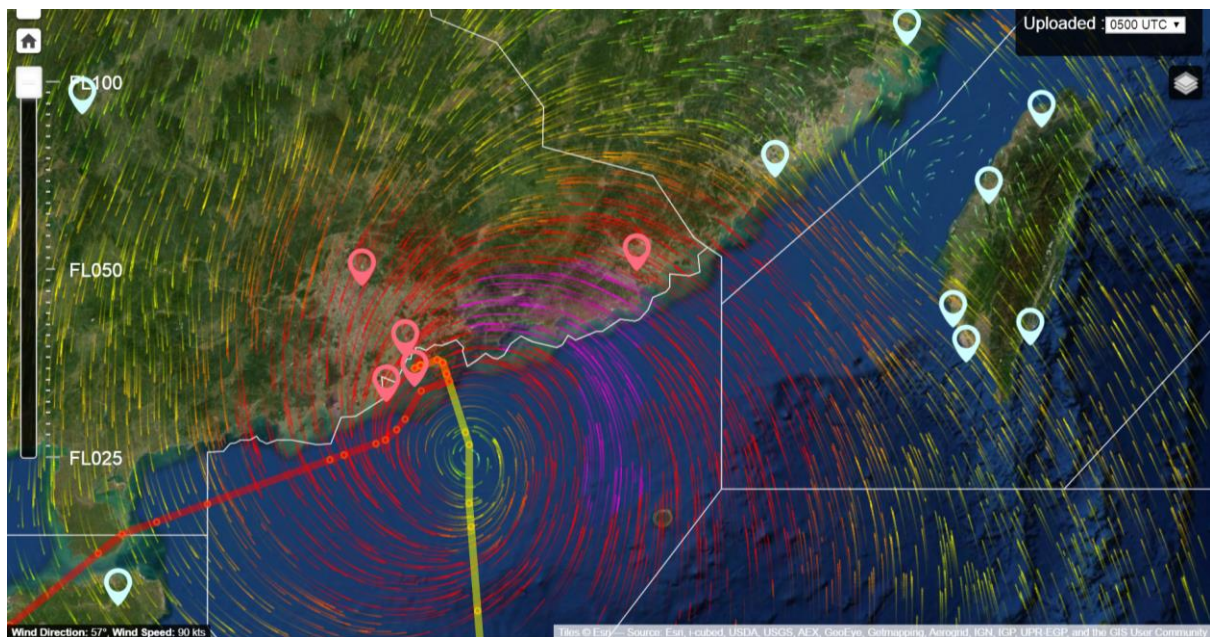 Uploaded : 0500 UTC
FL100
FL050
FL025
Wind Direction: 57°, Wind Speed: 90 kts
Tiles © Esri — Source: Esri, i-cubed, USDA, USGS, AEX, GeoEye, Getmapping, Aerogrid, IGN, IGP, UPR-EGP, and the GIS User Community